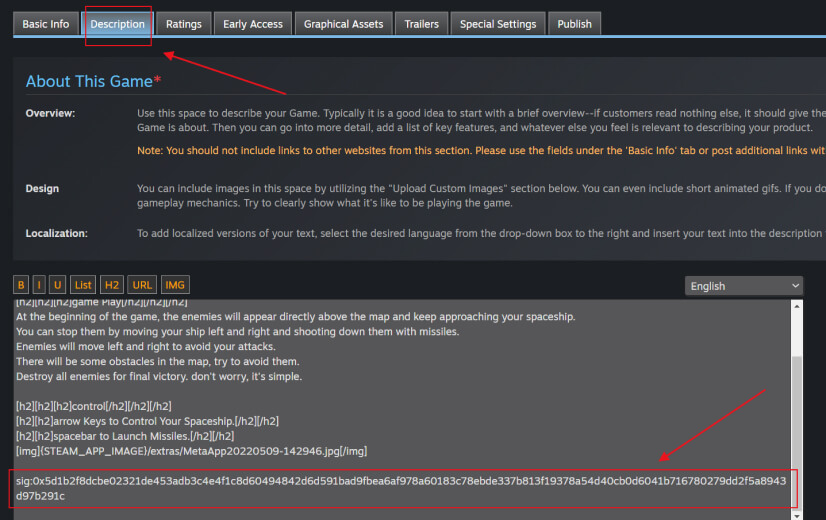 Basic Info Description Ratings Early Access Graphical Assets Trailers Special Settings Publish
About This Game*
Overview: Use this space to describe your Game. Typically it is a good idea to start with a brief overview--if customers read nothing else, it should give the
Game is about. Then you can go into more detail, add a list of key features, and whatever else you feel is relevant to describing your product.
Note: You should not include links to other websites from this section. Please use the fields under the 'Basic Info' tab or post additional links wit
Design You can include images in this space by utilizing the "Upload Custom Images" section below. You can even include short animated gifs. If you do
gameplay mechanics. Try to clearly show what it's like to be playing the game.
Localization: To add localized versions of your text, select the desired language from the drop-down box to the right and insert your text into the description
B I U List H2 URL IMG English
[h2][h2][h2]game Play[/h2][/h2][/h2]
At the beginning of the game, the enemies will appear directly above the map and keep approaching your spaceship.
You can stop them by moving your ship left and right and shooting down them with missiles.
Enemies will move left and right to avoid your attacks.
There will be some obstacles in the map, try to avoid them.
Destroy all enemies for final victory. don't worry, it's simple.
[h2][h2][h2]control[/h2][/h2][/h2]
[h2][h2]arrow Keys to Control Your Spaceship.[/h2][/h2]
[h2][h2]spacebar to Launch Missiles.[/h2][/h2]
[img]{STEAM_APP_IMAGE}/extras/MetaApp20220509-142946.jpg[/img]
sig:0x5d1b2f8dcbe02321de453adb3c4e4f1c8d60494842d6d591bad9fbea6af978a60183c78ebde337b813f19378a54d40cb0d6041b716780279dd2f5a8943
d97b291c